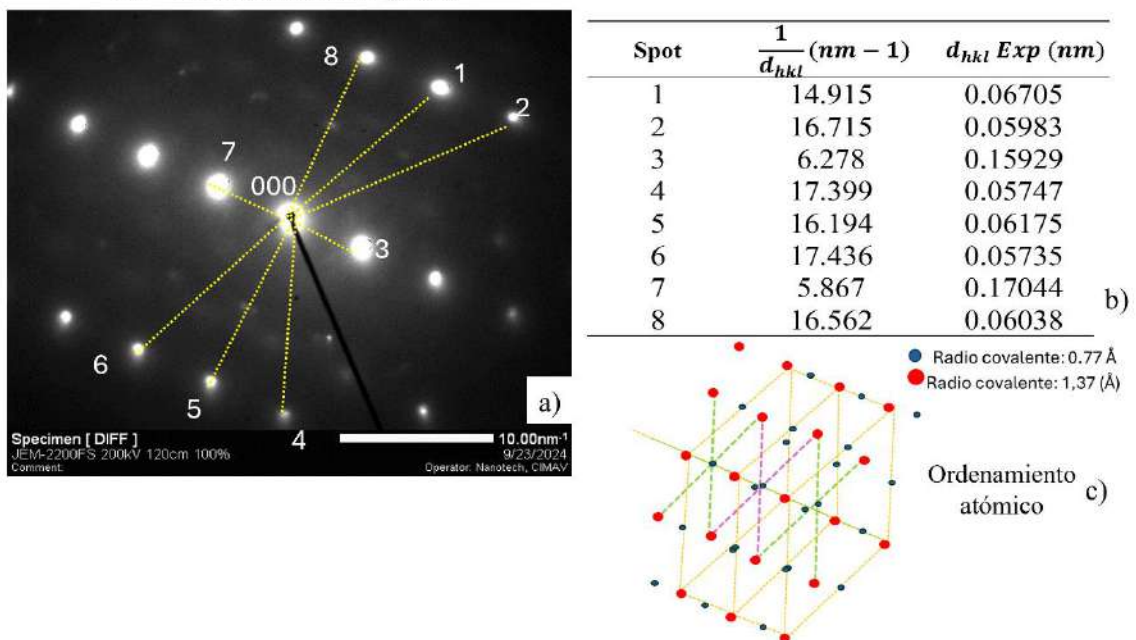 8
1
2
7
000
3
6
5
4
a)
Specimen [ DIFF ]
JEM-2200FS 200kV 120cm 100%
Comment:
10.00nm-1
9/23/2024
Operator: Nanotech, CIMAV
Spot 1/d_hkl (nm − 1) d_hkl Exp (nm)
1 14.915 0.06705
2 16.715 0.05983
3 6.278 0.15929
4 17.399 0.05747
5 16.194 0.06175
6 17.436 0.05735
7 5.867 0.17044
8 16.562 0.06038
b)
Radio covalente: 0.77 Å
Radio covalente: 1,37 (Å)
Ordenamiento
atómico
c)